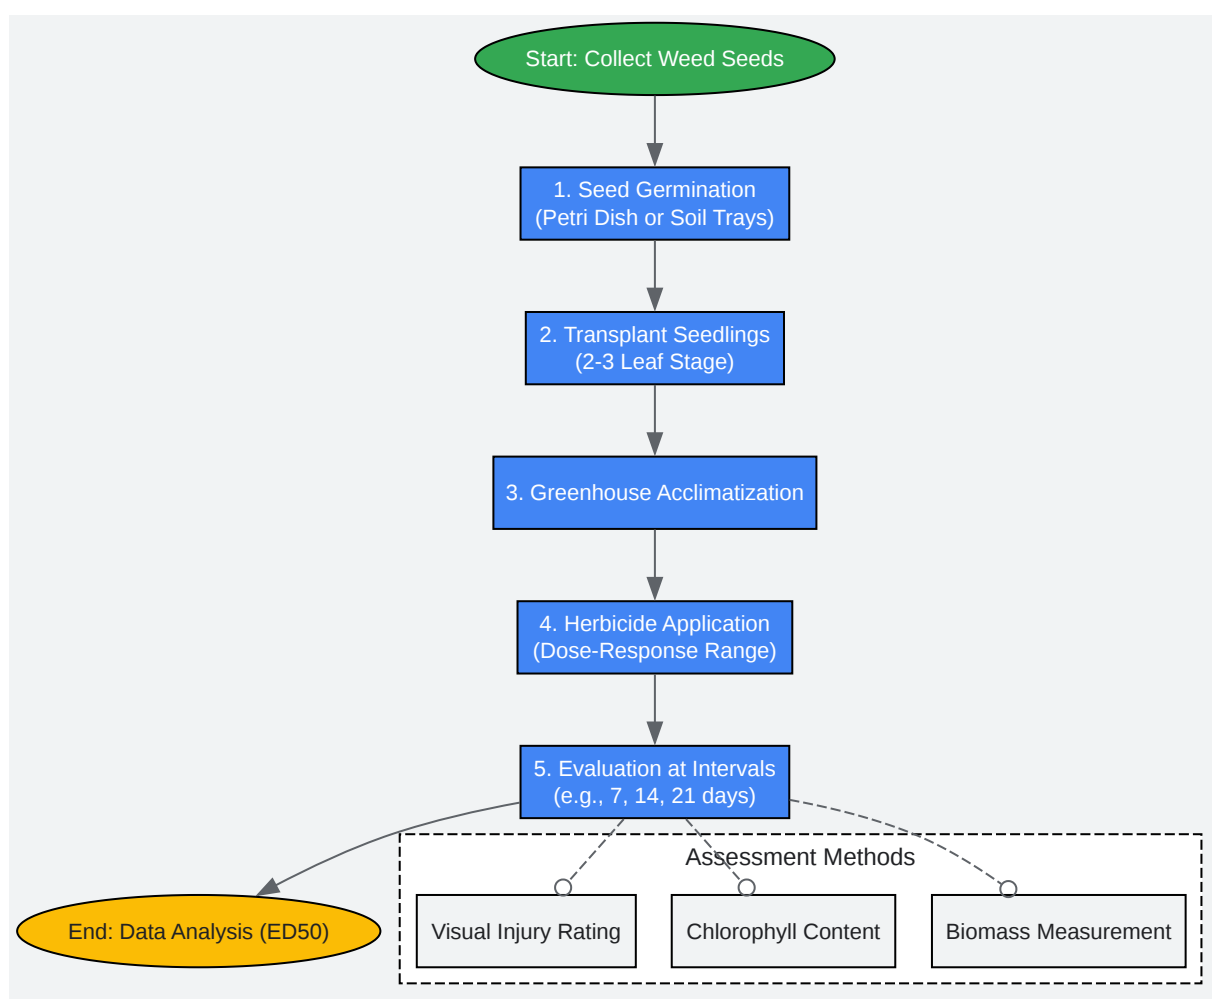 Start: Collect Weed Seeds
1. Seed Germination
(Petri Dish or Soil Trays)
2. Transplant Seedlings
(2-3 Leaf Stage)
3. Greenhouse Acclimatization
4. Herbicide Application
(Dose-Response Range)
5. Evaluation at Intervals
(e.g., 7, 14, 21 days)
Assessment Methods
End: Data Analysis (ED50)
Visual Injury Rating
Chlorophyll Content
Biomass Measurement